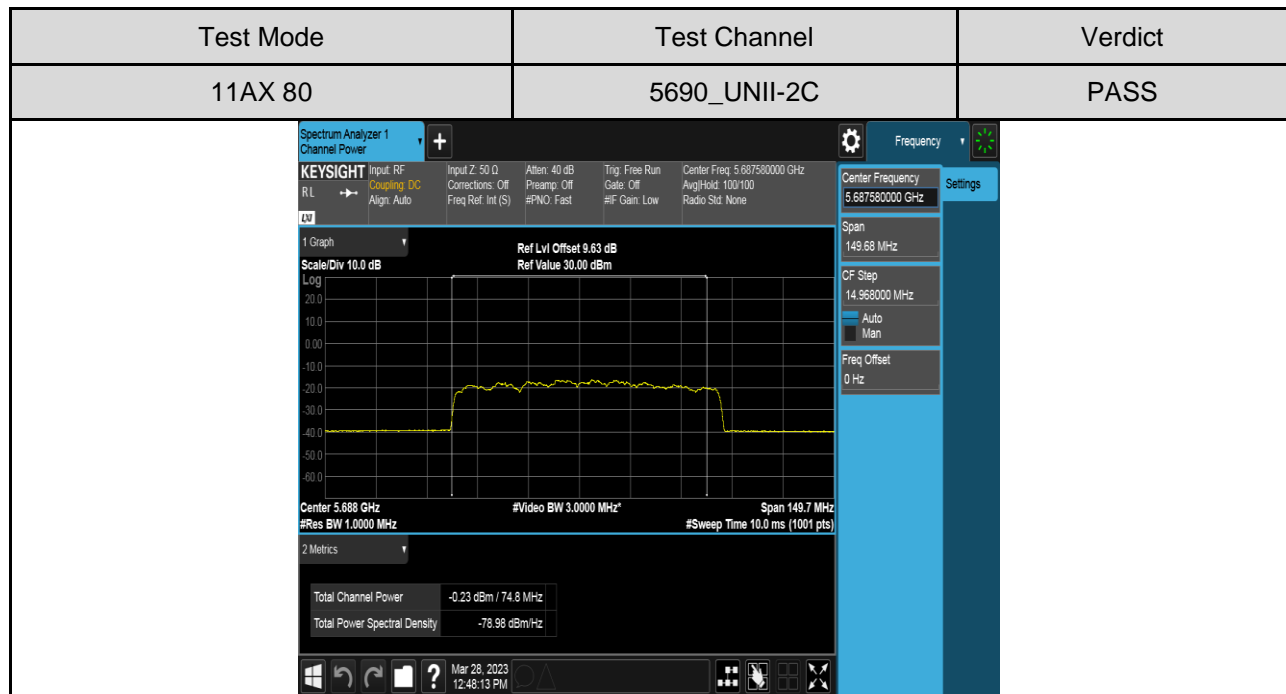 Test Mode Test Channel Verdict
11AX 80 5690_UNII-2C PASS
Spectrum Analyzer 1
Channel Power
+
Frequency
KEYSIGHT Input: RF Input Z: 50 Ω Atten: 40 dB Trig: Free Run Center Freq: 5.687580000 GHz
RL Coupling: DC Corrections: Off Preamp: Off Gate: Off Avg|Hold: 100/100
Align: Auto Freq Ref: Int (S) #PNO: Fast #IF Gain: Low Radio Std: None
LXI
Center Frequency
5.687580000 GHz
Settings
Span
149.68 MHz
CF Step
14.968000 MHz
Auto
Man
Freq Offset
0 Hz
1 Graph
Ref Lvl Offset 9.63 dB
Scale/Div 10.0 dB Ref Value 30.00 dBm
Log
20.0
10.0
0.00
-10.0
-20.0
-30.0
-40.0
-50.0
-60.0
Center 5.688 GHz #Video BW 3.0000 MHz* Span 149.7 MHz
#Res BW 1.0000 MHz #Sweep Time 10.0 ms (1001 pts)
2 Metrics
Total Channel Power -0.23 dBm / 74.8 MHz
Total Power Spectral Density -78.98 dBm/Hz
? Mar 28, 2023
12:48:13 PM